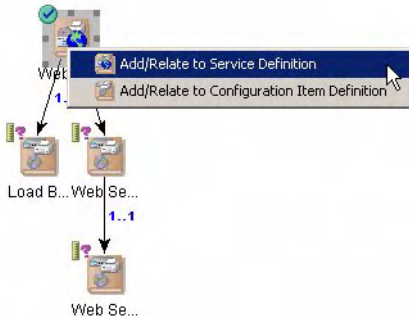 Add/Relate to Service Definition
Web
Add/Relate to Configuration Item Definition
1..
Load B...
Web Se...
1..1
Web Se...